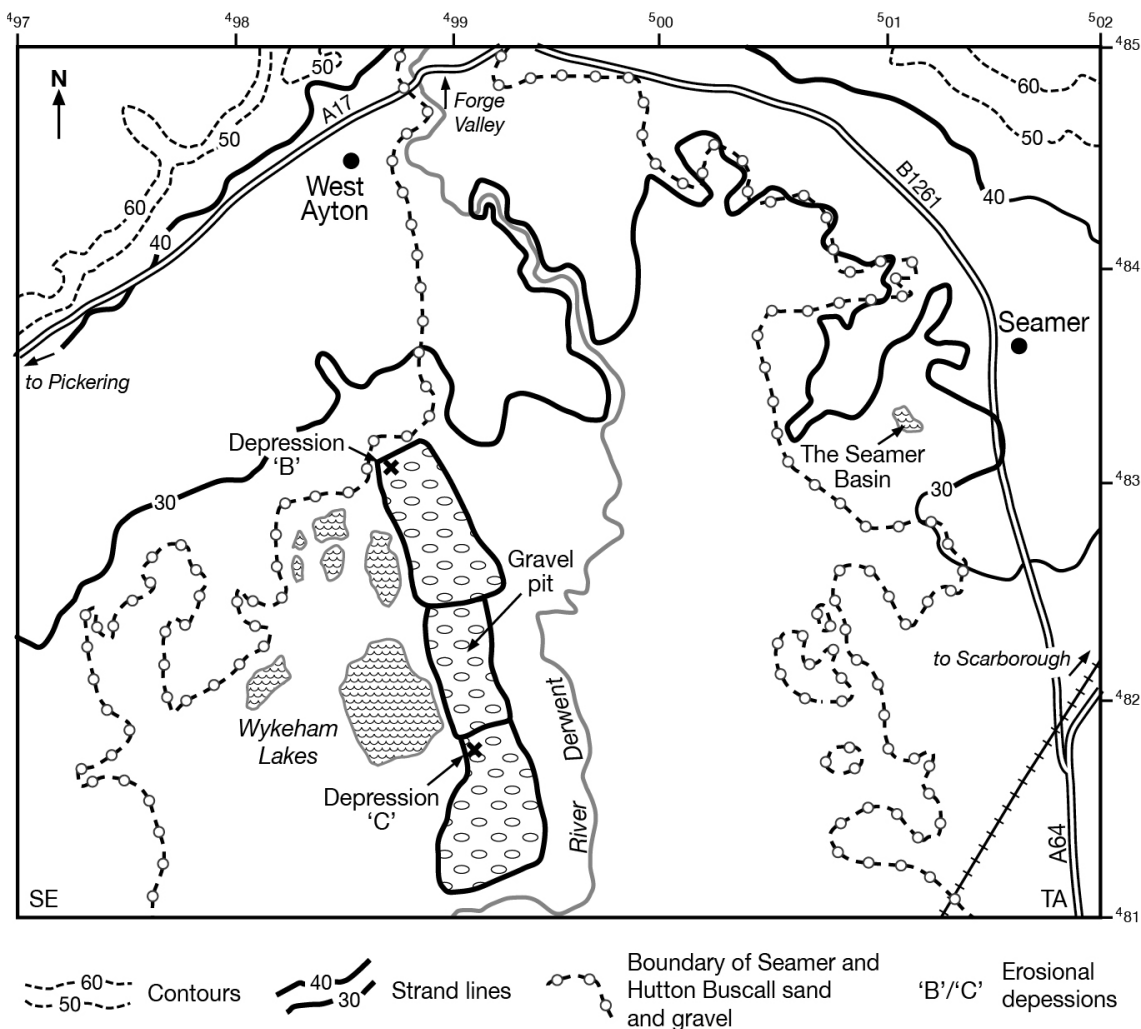 ⁴97
⁴98
⁴99
⁵00
⁵01
⁵02
⁴85
N
50
60
50
A17
Forge
Valley
50
60
West
Ayton
60
B1261
40
40
⁴84
Seamer
to Pickering
Depression
'B'
The Seamer
Basin
30
30
⁴83
Gravel
pit
to Scarborough
⁴82
Wykeham
Lakes
River Derwent
Depression
'C'
A64
SE
TA
⁴81
60
50
Contours
40
30
Strand lines
Boundary of Seamer and
Hutton Buscall sand
and gravel
'B'/'C'
Erosional
depessions